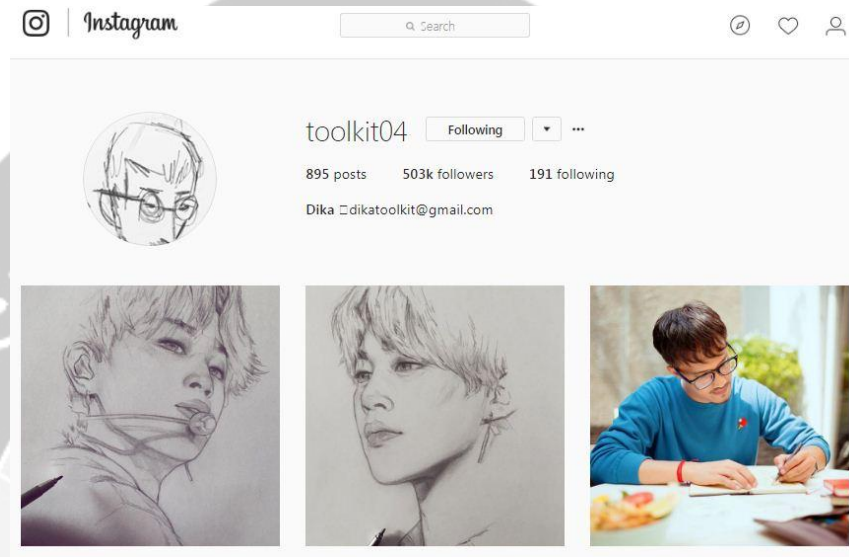 Instagram
Search
toolkit04 Following
895 posts 503k followers 191 following
Dika dikatoolkit@gmail.com